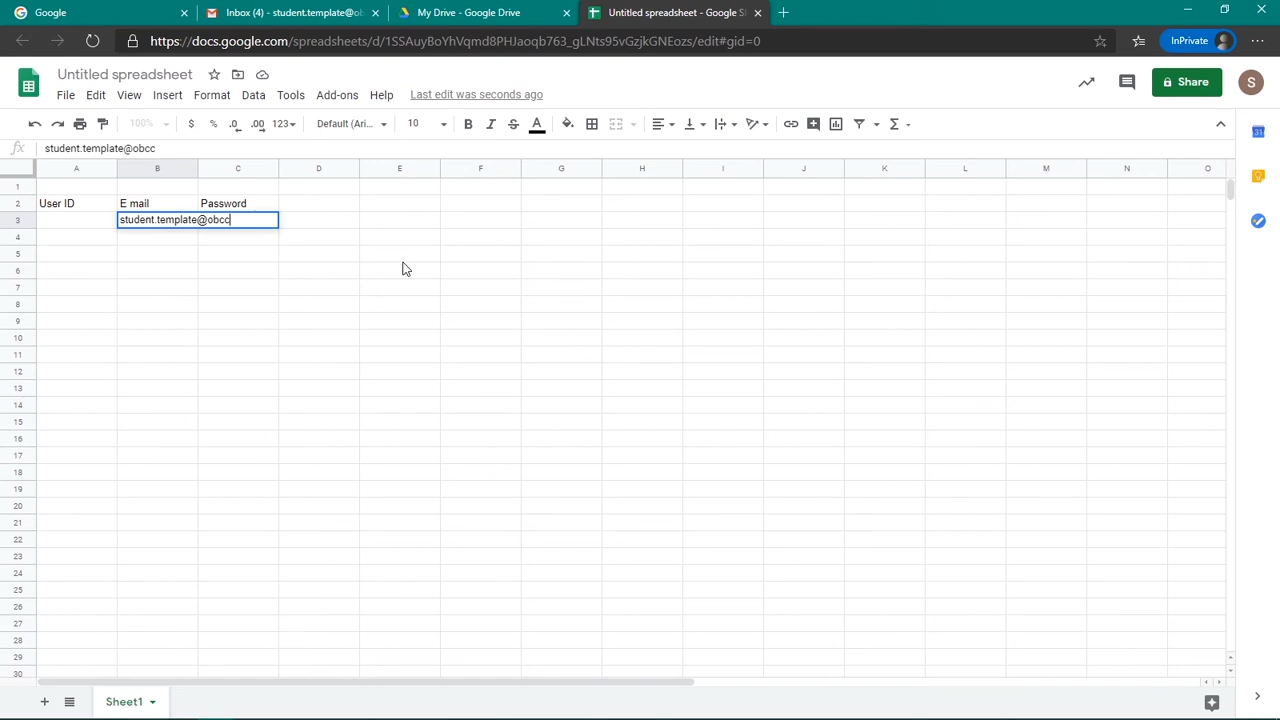 Google
Inbox (4) - student.template@ob
My Drive - Google Drive
Untitled spreadsheet - Google S
https://docs.google.com/spreadsheets/d/1SSAuyBoYhVqImd8PHJaoqb763_gLNts95vGzjkGNEozs/edit#gid=0
InPrivate
Untitled spreadsheet
Share
S
File Edit View Insert Format Data Tools Add-ons Help Last edit was seconds ago
100% $ % .0 .00 123 Default (Ari... 10 B I S A
fx student.template@obcc
A B C D E F G H I J K L M N O
1
2 User ID E mail Password
3 student.template@obcc
4
5
6
7
8
9
10
11
12
13
14
15
16
17
18
19
20
21
22
23
24
25
26
27
28
29
30
Sheet1
31